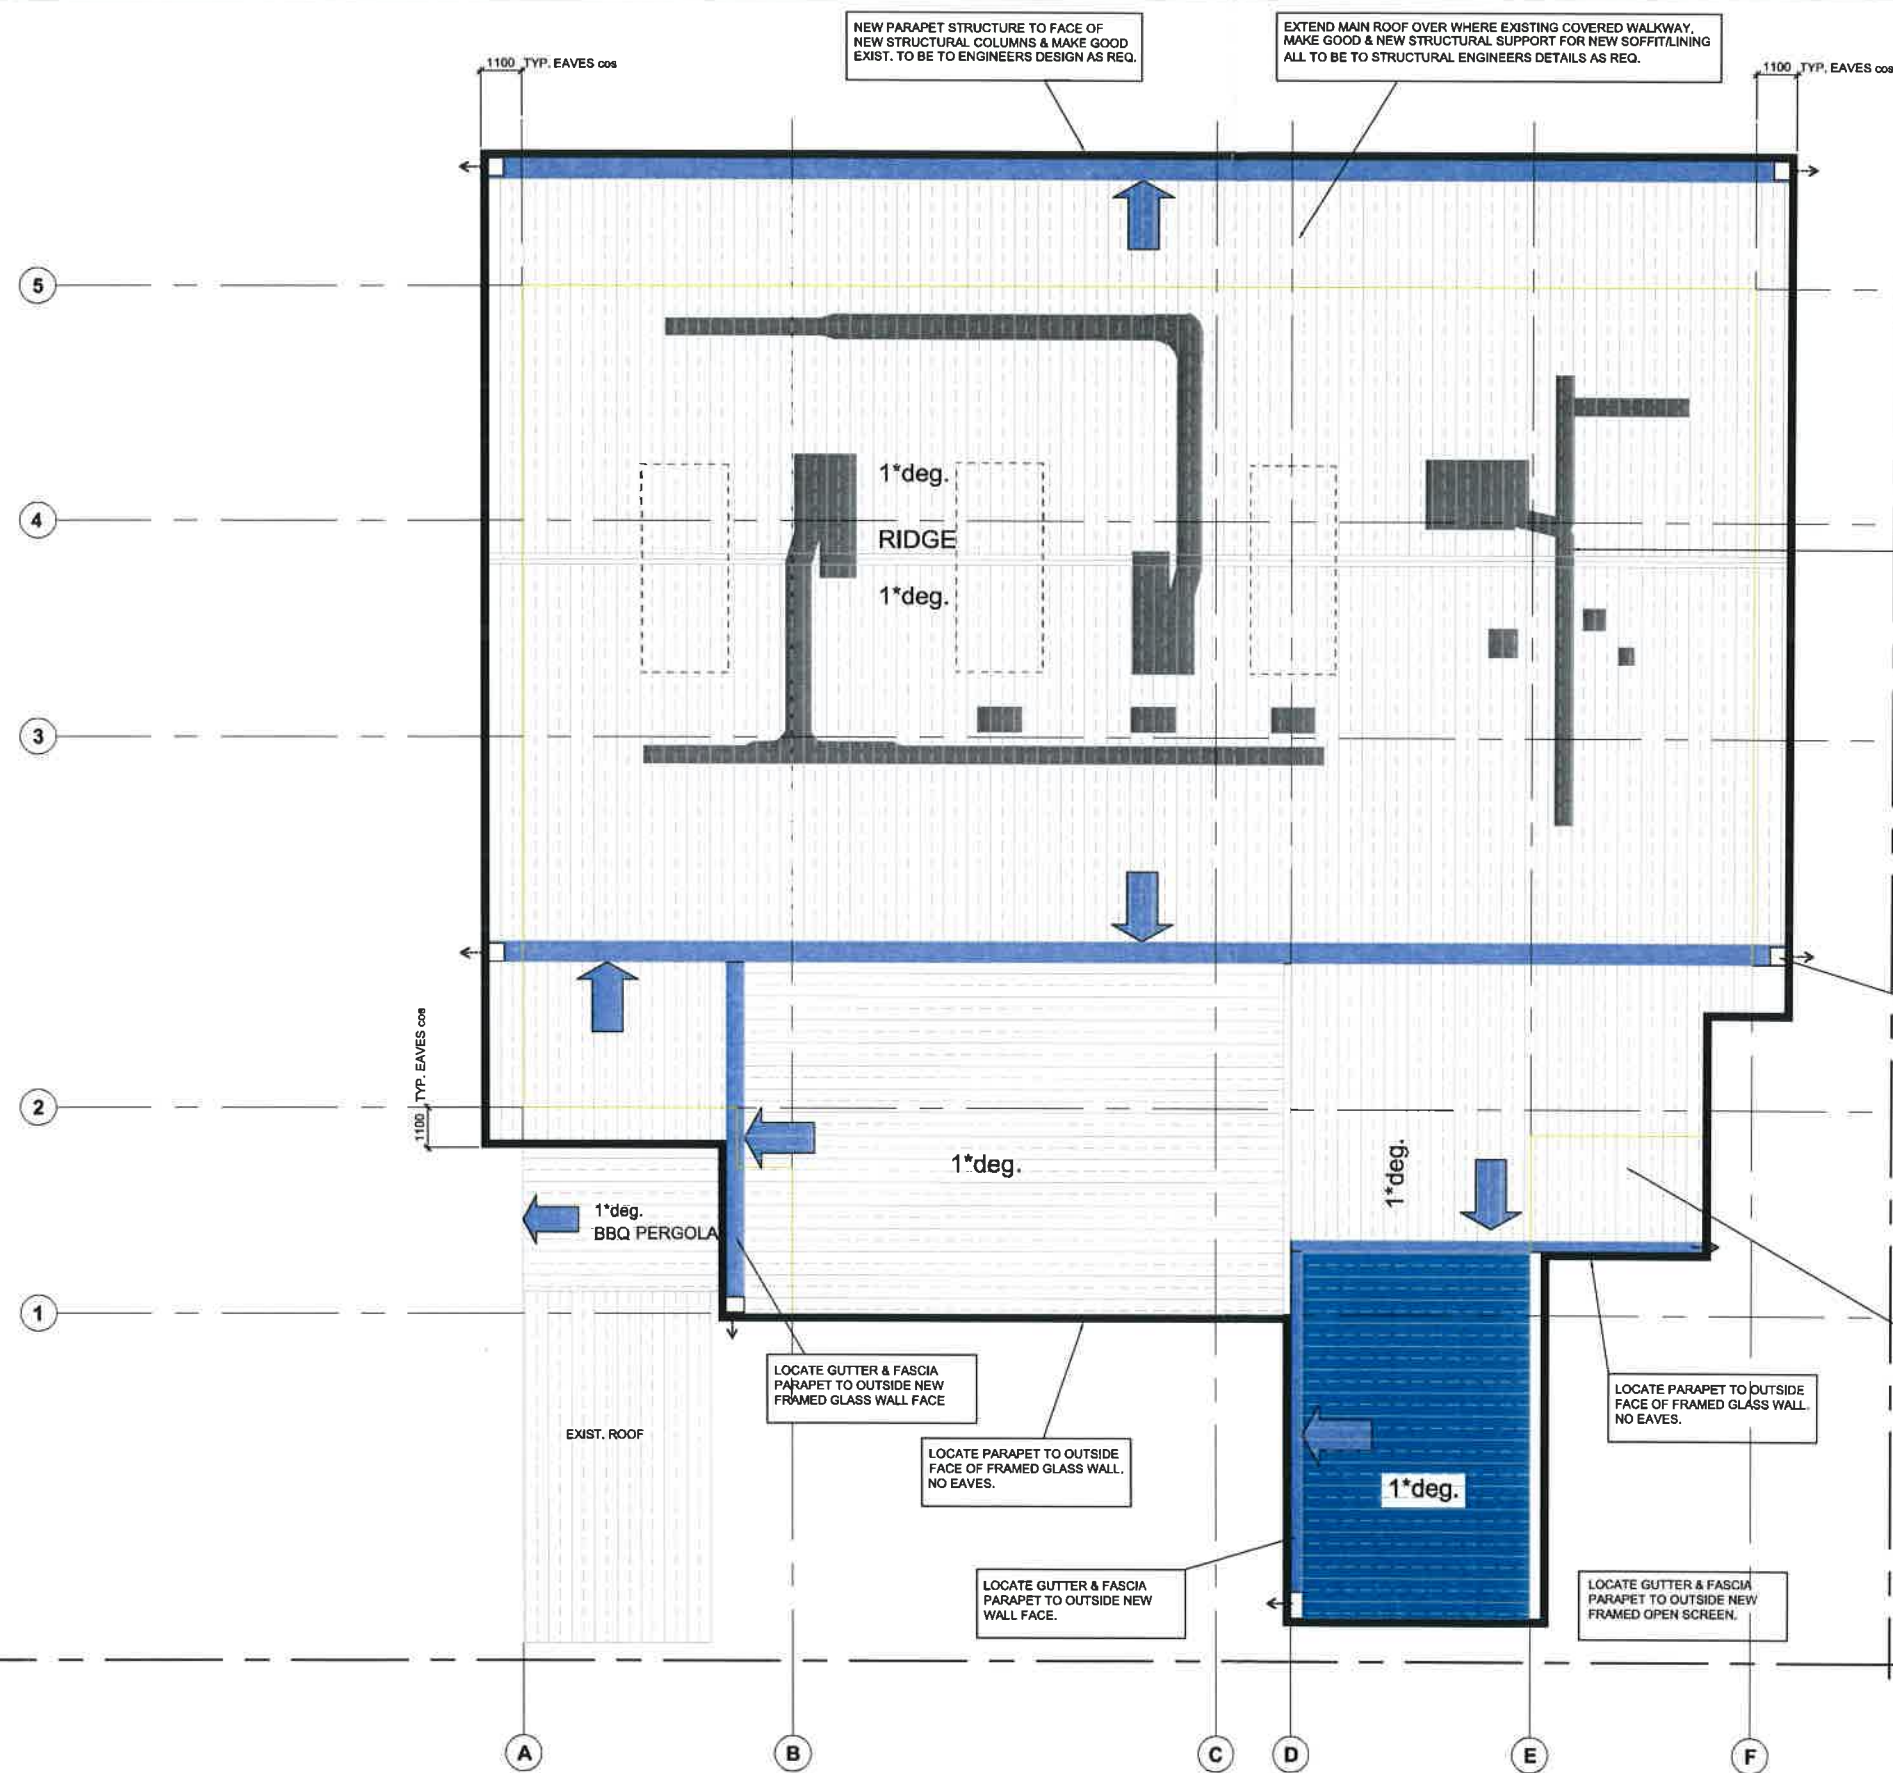 NEW PARAPET STRUCTURE TO FACE OF
NEW STRUCTURAL COLUMNS & MAKE GOOD
EXIST. TO BE TO ENGINEERS DESIGN AS REQ.
EXTEND MAIN ROOF OVER WHERE EXISTING COVERED WALKWAY,
MAKE GOOD & NEW STRUCTURAL SUPPORT FOR NEW SOFFIT/LINING
ALL TO BE TO STRUCTURAL ENGINEERS DETAILS AS REQ.
1100 TYP. EAVES cos
1100 TYP. EAVES cos
5
1*deg.
4
RIDGE
1*deg.
3
1100 TYP. EAVES cos
2
1*deg.
1*deg.
1*deg.
BBQ PERGOLA
1
LOCATE GUTTER & FASCIA
PARAPET TO OUTSIDE NEW
FRAMED GLASS WALL FACE
LOCATE PARAPET TO OUTSIDE
FACE OF FRAMED GLASS WALL.
NO EAVES.
EXIST. ROOF
LOCATE PARAPET TO OUTSIDE
FACE OF FRAMED GLASS WALL.
NO EAVES.
1*deg.
LOCATE GUTTER & FASCIA
PARAPET TO OUTSIDE NEW
WALL FACE.
LOCATE GUTTER & FASCIA
PARAPET TO OUTSIDE NEW
FRAMED OPEN SCREEN.
A
B
C
D
E
F